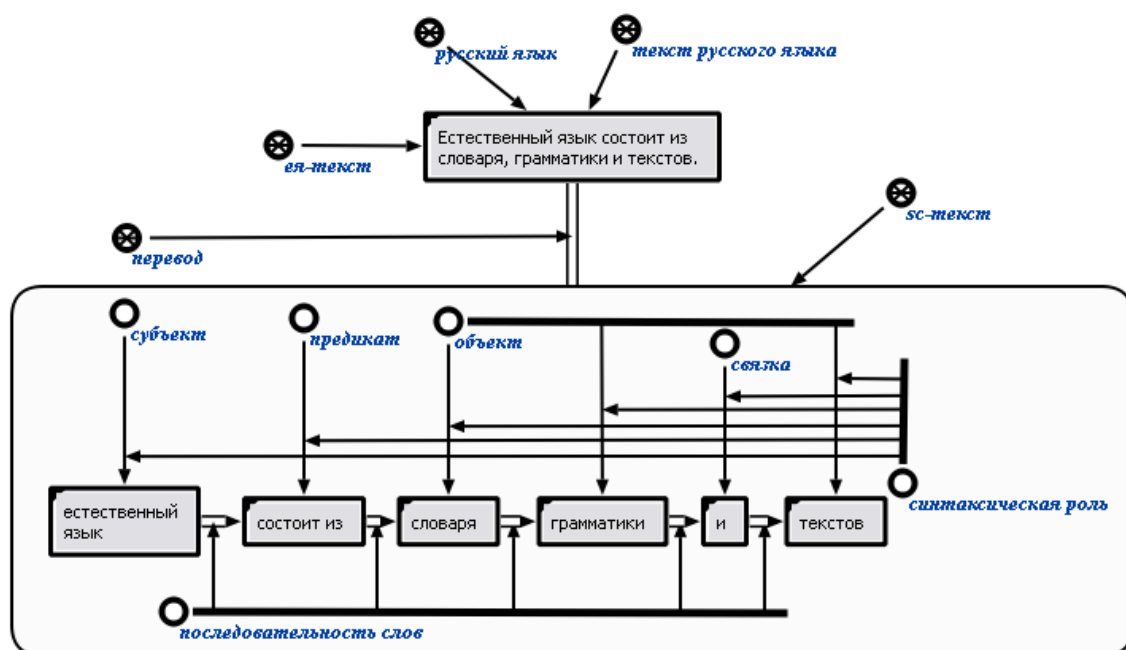 русский язык
текст русского языка
Естественный язык состоит из
словаря, грамматики и текстов.
ея-текст
sc-текст
перевод
субъект
предикат
объект
связка
синтаксическая роль
естественный
язык
состоит из
словаря
грамматики
и
текстов
последовательность слов